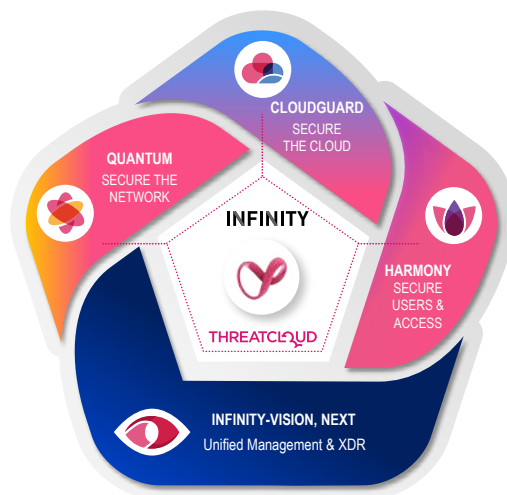 CLOUDGUARD
SECURE
THE CLOUD
QUANTUM
SECURE THE
NETWORK
INFINITY
THREATCLOUD
HARMONY
SECURE
USERS &
ACCESS
INFINITY-VISION, NEXT
Unified Management & XDR